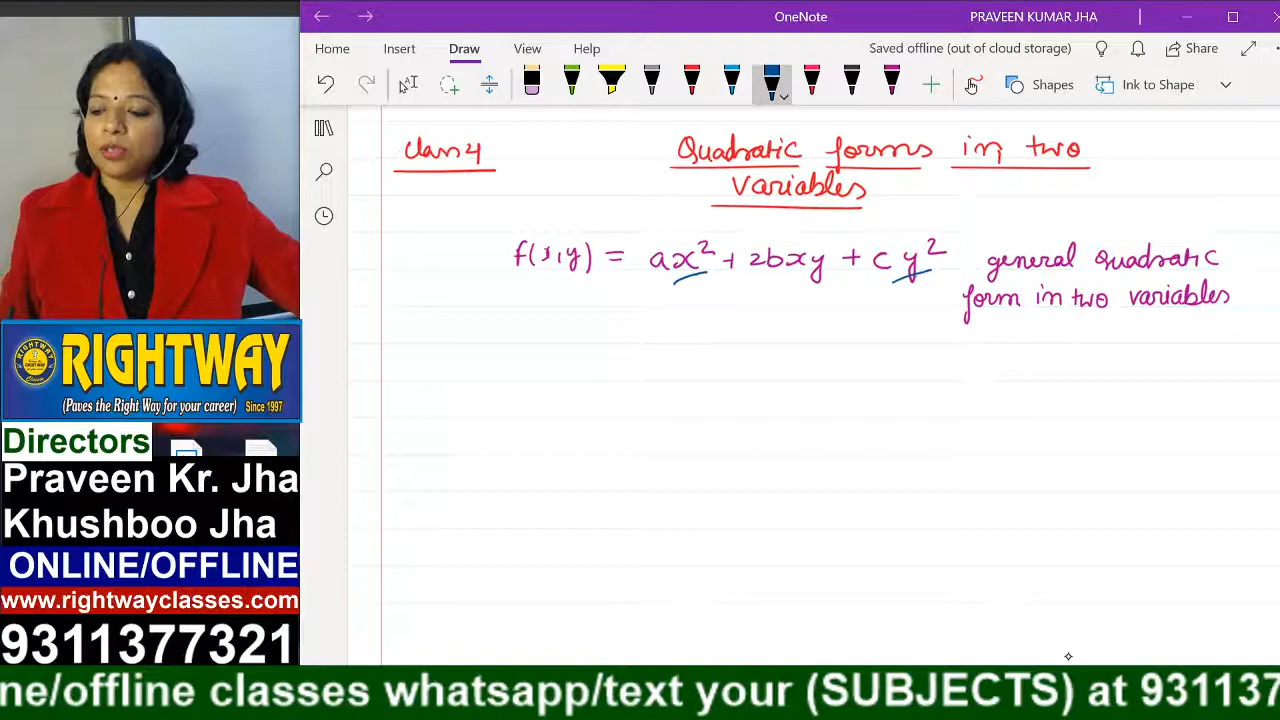 OneNote
PRAVEEN KUMAR JHA
Home Insert Draw View Help
Saved offline (out of cloud storage)
Share
Shapes
Ink to Shape
Class 4
Quadratic forms in two
variables
f(x,y) = ax² + 2bxy + cy² general quadratic
form in two variables
RIGHTWAY
(Paves the Right Way for your career) Since 1997
Directors
Praveen Kr. Jha
Khushboo Jha
ONLINE/OFFLINE
www.rightwayclasses.com
9311377321
ne/offline classes whatsapp/text your (SUBJECTS) at 931137